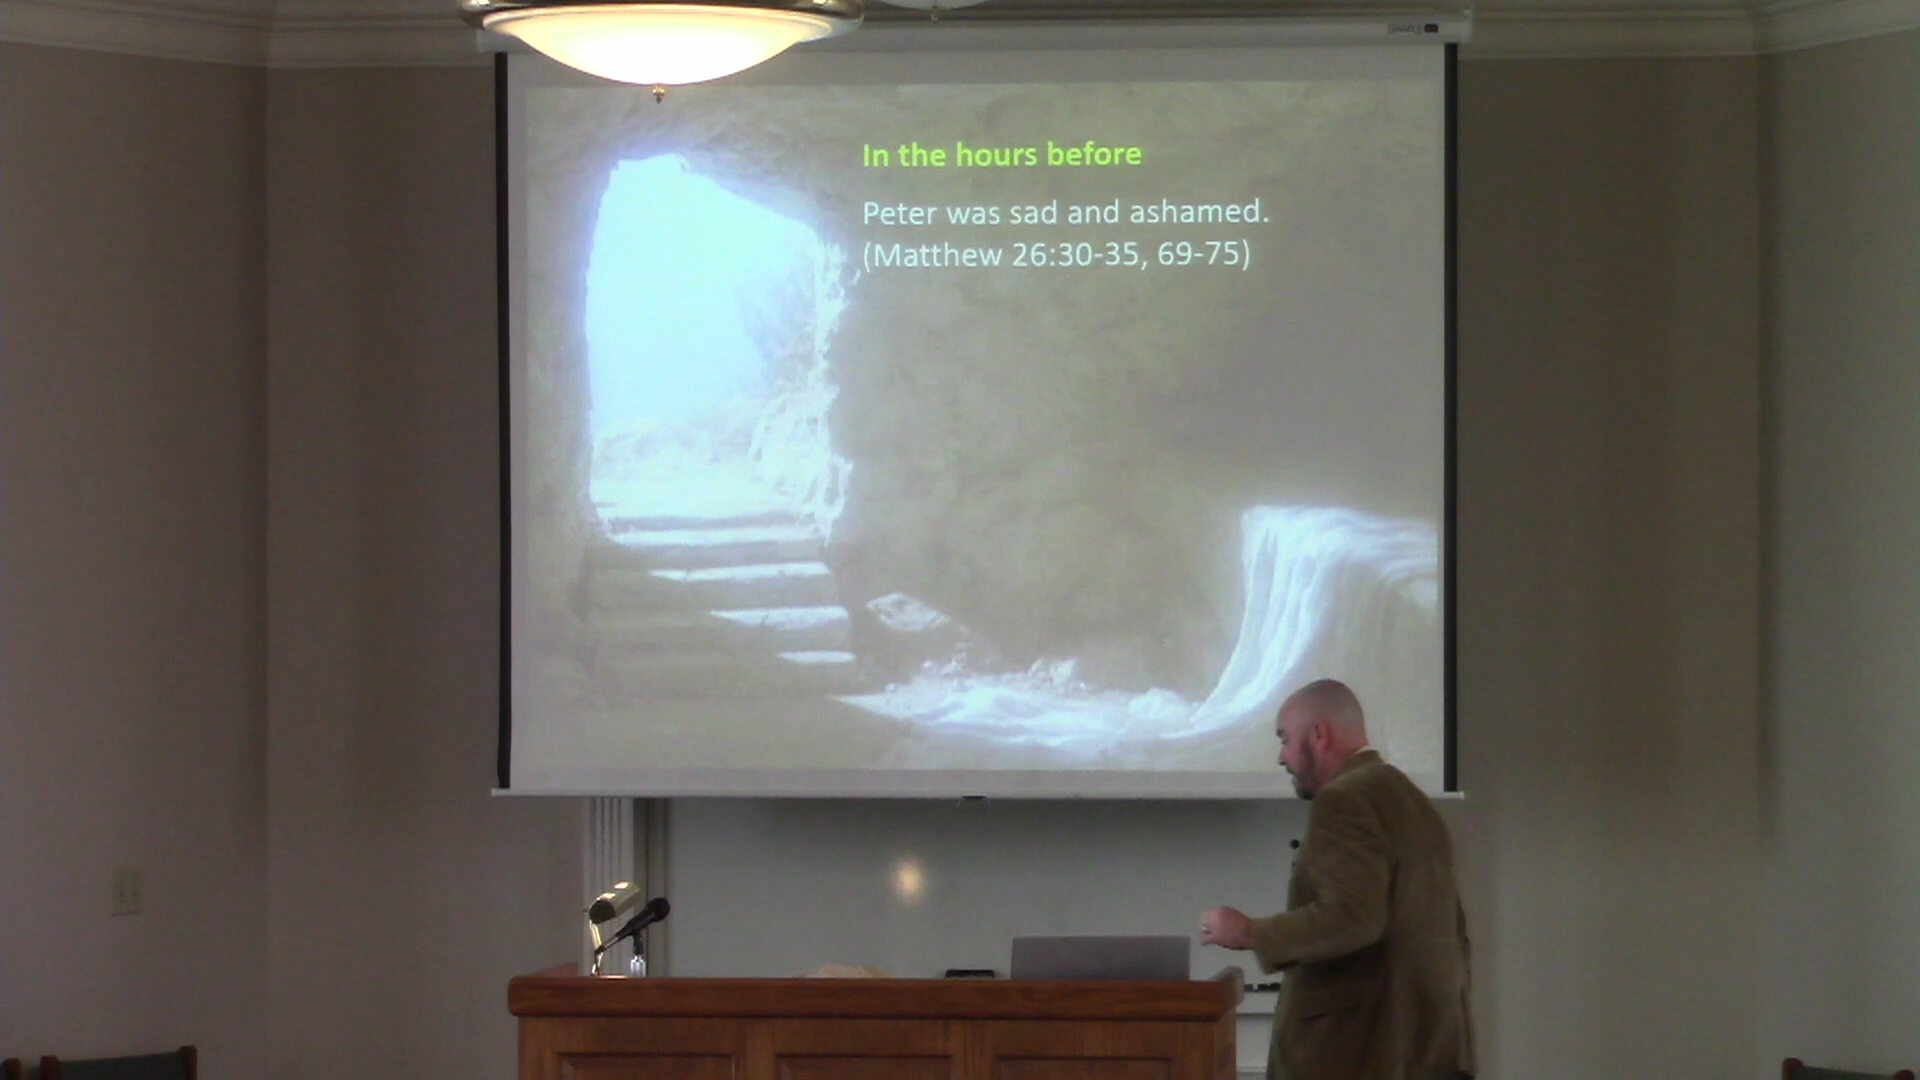 In the hours before
Peter was sad and ashamed.
(Matthew 26:30-35, 69-75)